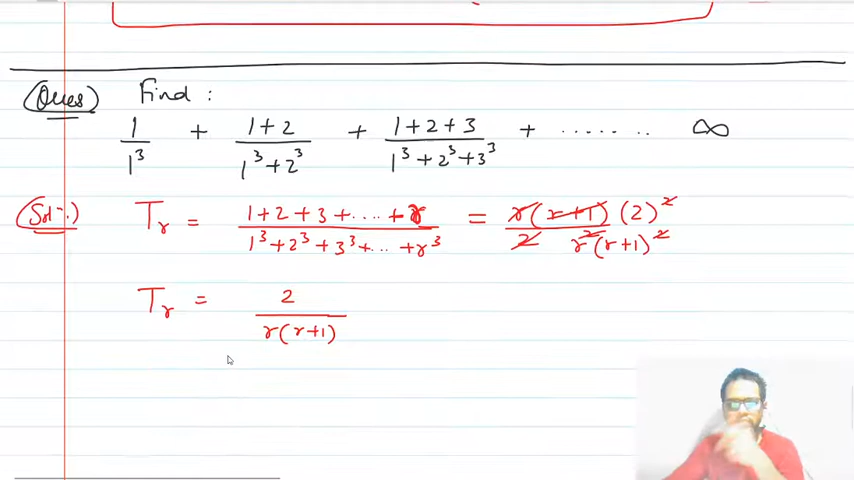 Ques Find :
1/1³ + (1+2)/(1³+2³) + (1+2+3)/(1³+2³+3³) + ........ ∞
Solⁿ:) Tᵣ = (1+2+3+....+r)/(1³+2³+3³+...+r³) = r(r+1)(2)²/2 r²(r+1)²
Tᵣ = 2/r(r+1)